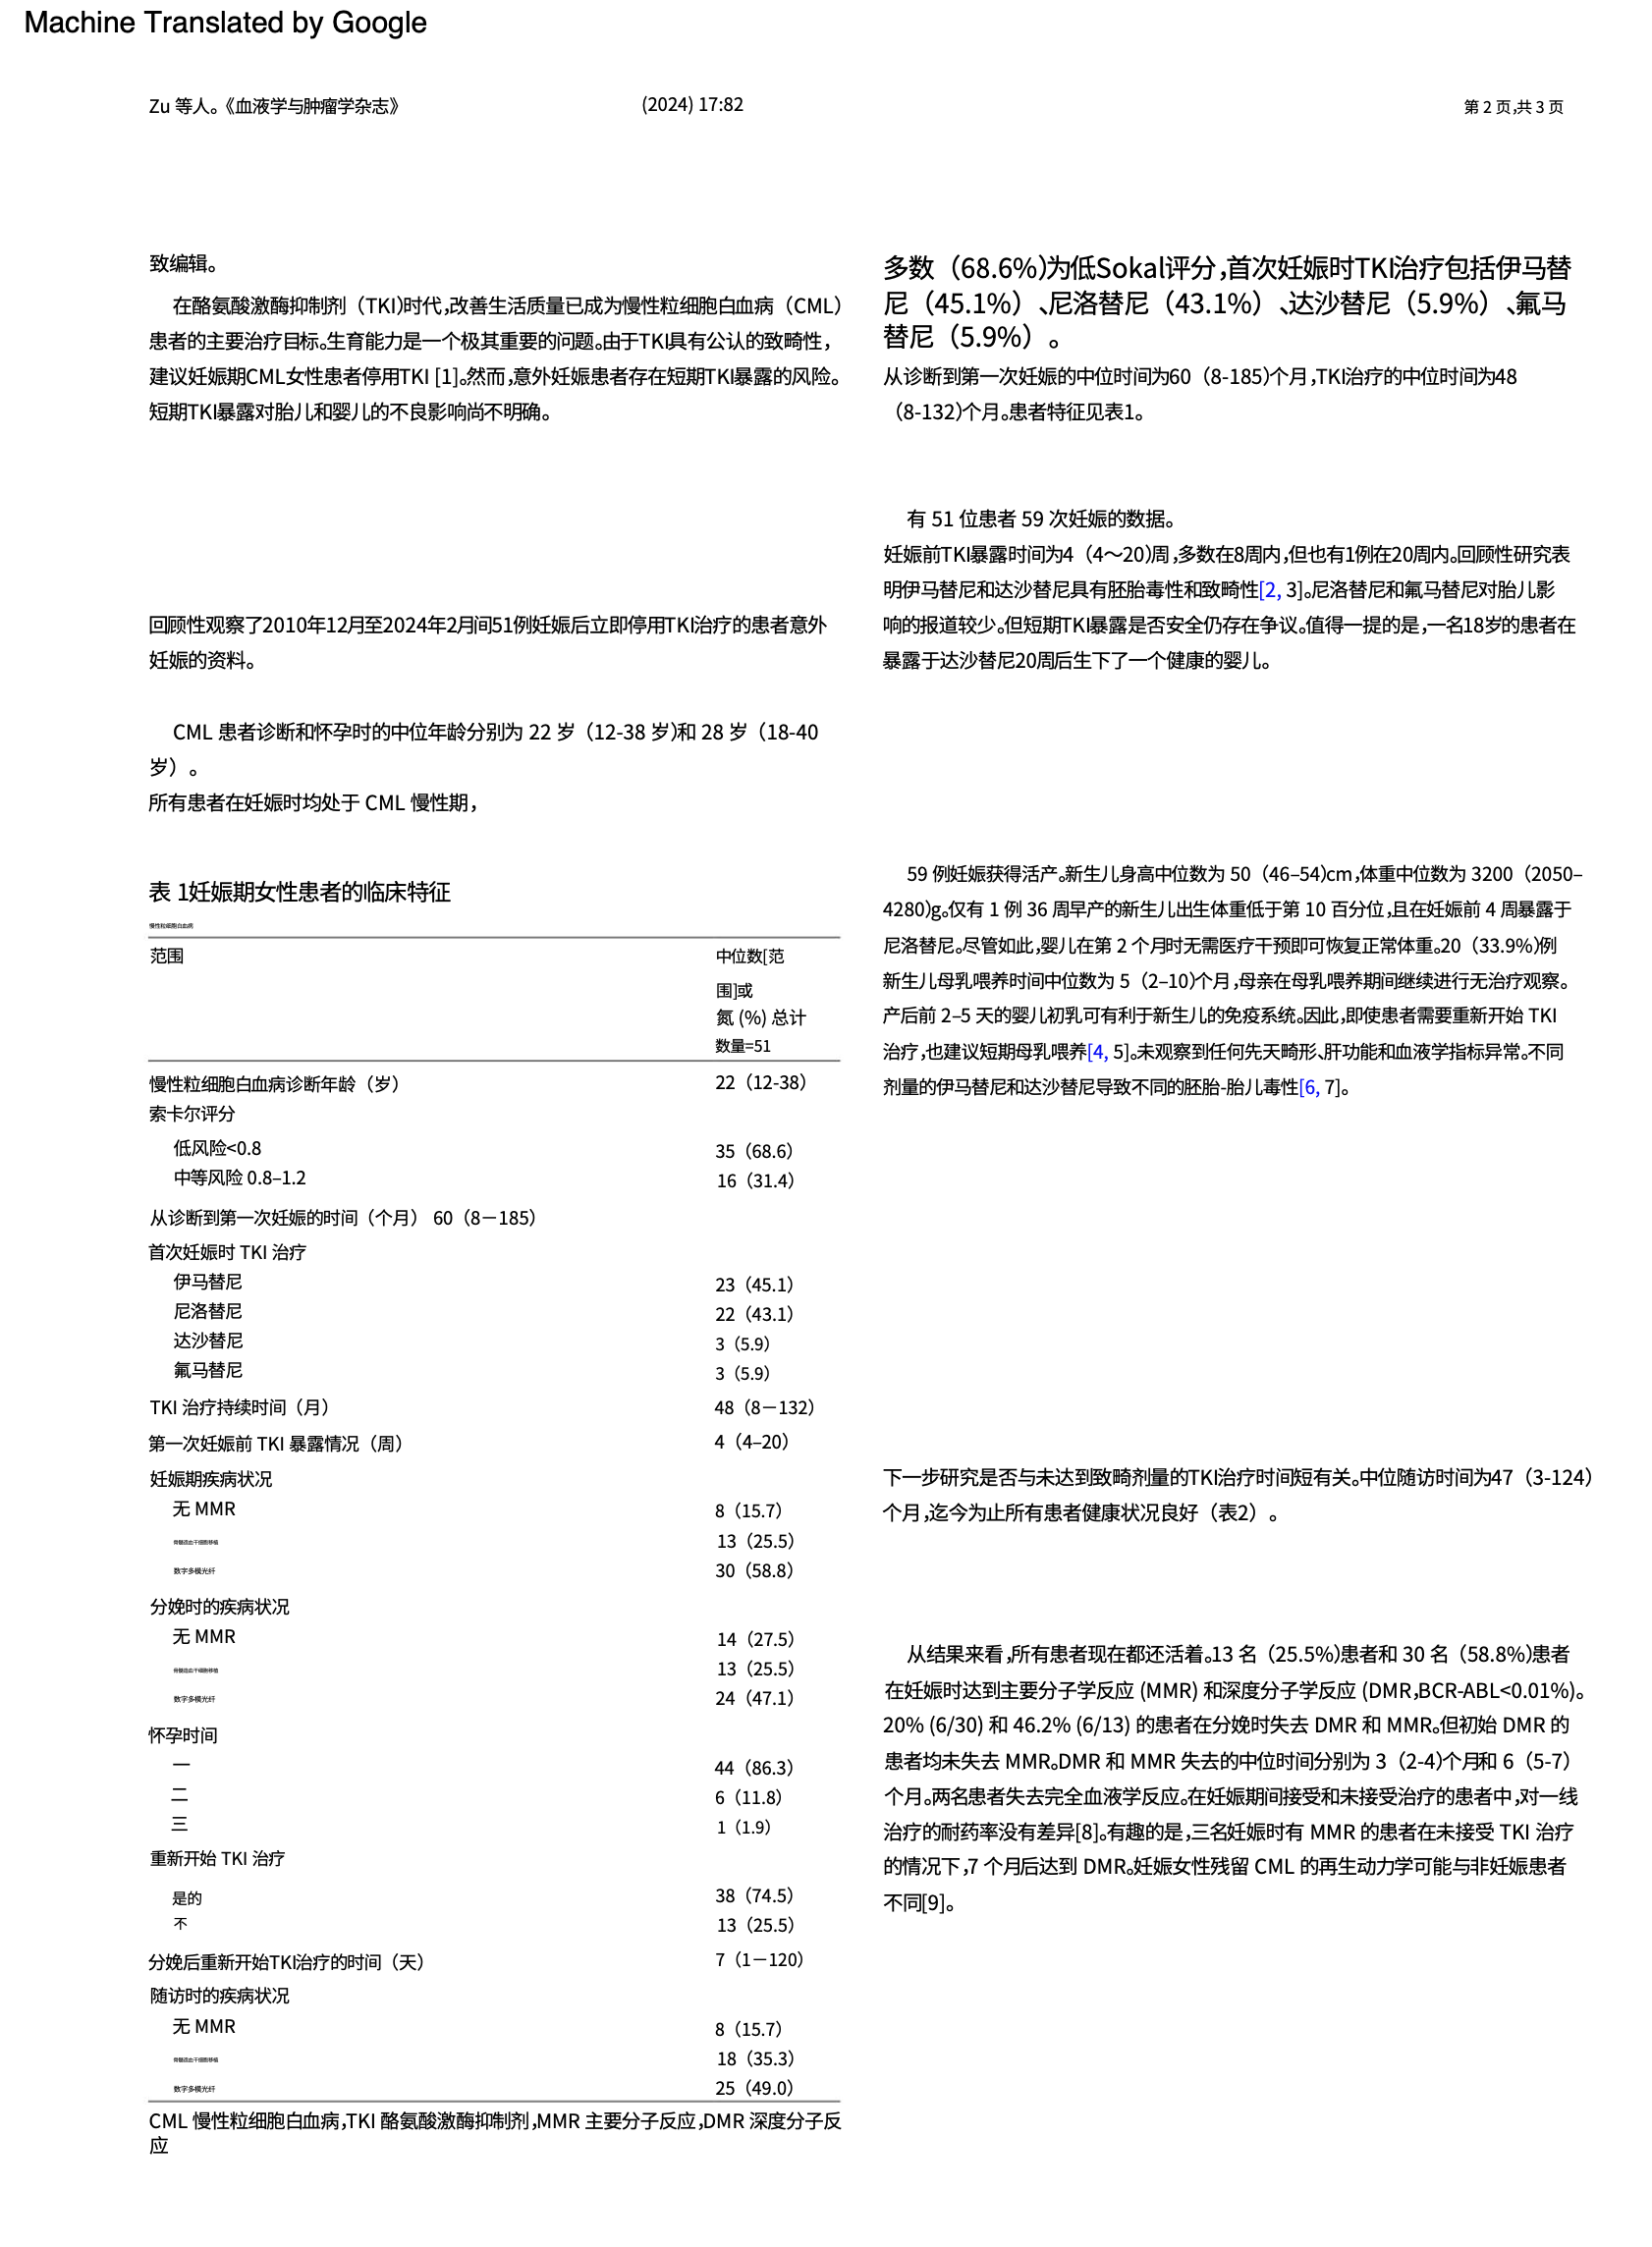 Machine Translated by Google
Zu 等人。《血液学与肿瘤学杂志》 (2024) 17:82 第 2 页,共 3 页
致编辑。
在酪氨酸激酶抑制剂（TKI)时代,改善生活质量已成为慢性粒细胞白血病（CML）
患者的主要治疗目标。生育能力是一个极其重要的问题。由于TKI具有公认的致畸性，
建议妊娠期CML女性患者停用TKI [1]。然而,意外妊娠患者存在短期TKI暴露的风险。
短期TKI暴露对胎儿和婴儿的不良影响尚不明确。
回顾性观察了2010年12月至2024年2月间51例妊娠后立即停用TKI治疗的患者意外
妊娠的资料。
CML 患者诊断和怀孕时的中位年龄分别为 22 岁（12-38 岁)和 28 岁（18-40
岁）。
所有患者在妊娠时均处于 CML 慢性期，
表 1妊娠期女性患者的临床特征
慢性粒细胞白血病
范围 中位数[范
围]或
氮 (%) 总计
数量=51
慢性粒细胞白血病诊断年龄（岁） 22（12-38）
索卡尔评分
低风险<0.8 35（68.6）
中等风险 0.8–1.2 16（31.4）
从诊断到第一次妊娠的时间（个月） 60（8－185）
首次妊娠时 TKI 治疗
伊马替尼 23（45.1）
尼洛替尼 22（43.1）
达沙替尼 3（5.9）
氟马替尼 3（5.9）
TKI 治疗持续时间（月） 48（8－132）
第一次妊娠前 TKI 暴露情况（周） 4（4–20）
妊娠期疾病状况
无 MMR 8（15.7）
骨髓造血干细胞移植 13（25.5）
数字多模光纤 30（58.8）
分娩时的疾病状况
无 MMR 14（27.5）
骨髓造血干细胞移植 13（25.5）
数字多模光纤 24（47.1）
怀孕时间
一 44（86.3）
二 6（11.8）
三 1（1.9）
重新开始 TKI 治疗
是的 38（74.5）
不 13（25.5）
分娩后重新开始TKI治疗的时间（天） 7（1－120）
随访时的疾病状况
无 MMR 8（15.7）
骨髓造血干细胞移植 18（35.3）
数字多模光纤 25（49.0）
CML 慢性粒细胞白血病,TKI 酪氨酸激酶抑制剂,MMR 主要分子反应,DMR 深度分子反
应
多数（68.6%)为低Sokal评分,首次妊娠时TKI治疗包括伊马替
尼（45.1%）、尼洛替尼（43.1%）、达沙替尼（5.9%）、氟马
替尼（5.9%）。
从诊断到第一次妊娠的中位时间为60（8-185)个月,TKI治疗的中位时间为48
（8-132)个月。患者特征见表1。
有 51 位患者 59 次妊娠的数据。
妊娠前TKI暴露时间为4（4～20)周,多数在8周内,但也有1例在20周内。回顾性研究表
明伊马替尼和达沙替尼具有胚胎毒性和致畸性[2, 3]。尼洛替尼和氟马替尼对胎儿影
响的报道较少。但短期TKI暴露是否安全仍存在争议。值得一提的是,一名18岁的患者在
暴露于达沙替尼20周后生下了一个健康的婴儿。
59 例妊娠获得活产。新生儿身高中位数为 50（46–54)cm,体重中位数为 3200（2050–
4280)g。仅有 1 例 36 周早产的新生儿出生体重低于第 10 百分位,且在妊娠前 4 周暴露于
尼洛替尼。尽管如此,婴儿在第 2 个月时无需医疗干预即可恢复正常体重。20（33.9%)例
新生儿母乳喂养时间中位数为 5（2–10)个月,母亲在母乳喂养期间继续进行无治疗观察。
产后前 2–5 天的婴儿初乳可有利于新生儿的免疫系统。因此,即使患者需要重新开始 TKI
治疗,也建议短期母乳喂养[4, 5]。未观察到任何先天畸形、肝功能和血液学指标异常。不同
剂量的伊马替尼和达沙替尼导致不同的胚胎-胎儿毒性[6, 7]。
下一步研究是否与未达到致畸剂量的TKI治疗时间短有关。中位随访时间为47（3-124）
个月,迄今为止所有患者健康状况良好（表2）。
从结果来看,所有患者现在都还活着。13 名（25.5%)患者和 30 名（58.8%)患者
在妊娠时达到主要分子学反应 (MMR) 和深度分子学反应 (DMR,BCR-ABL<0.01%)。
20% (6/30) 和 46.2% (6/13) 的患者在分娩时失去 DMR 和 MMR。但初始 DMR 的
患者均未失去 MMR。DMR 和 MMR 失去的中位时间分别为 3（2-4)个月和 6（5-7）
个月。两名患者失去完全血液学反应。在妊娠期间接受和未接受治疗的患者中,对一线
治疗的耐药率没有差异[8]。有趣的是,三名妊娠时有 MMR 的患者在未接受 TKI 治疗
的情况下,7 个月后达到 DMR。妊娠女性残留 CML 的再生动力学可能与非妊娠患者
不同[9]。